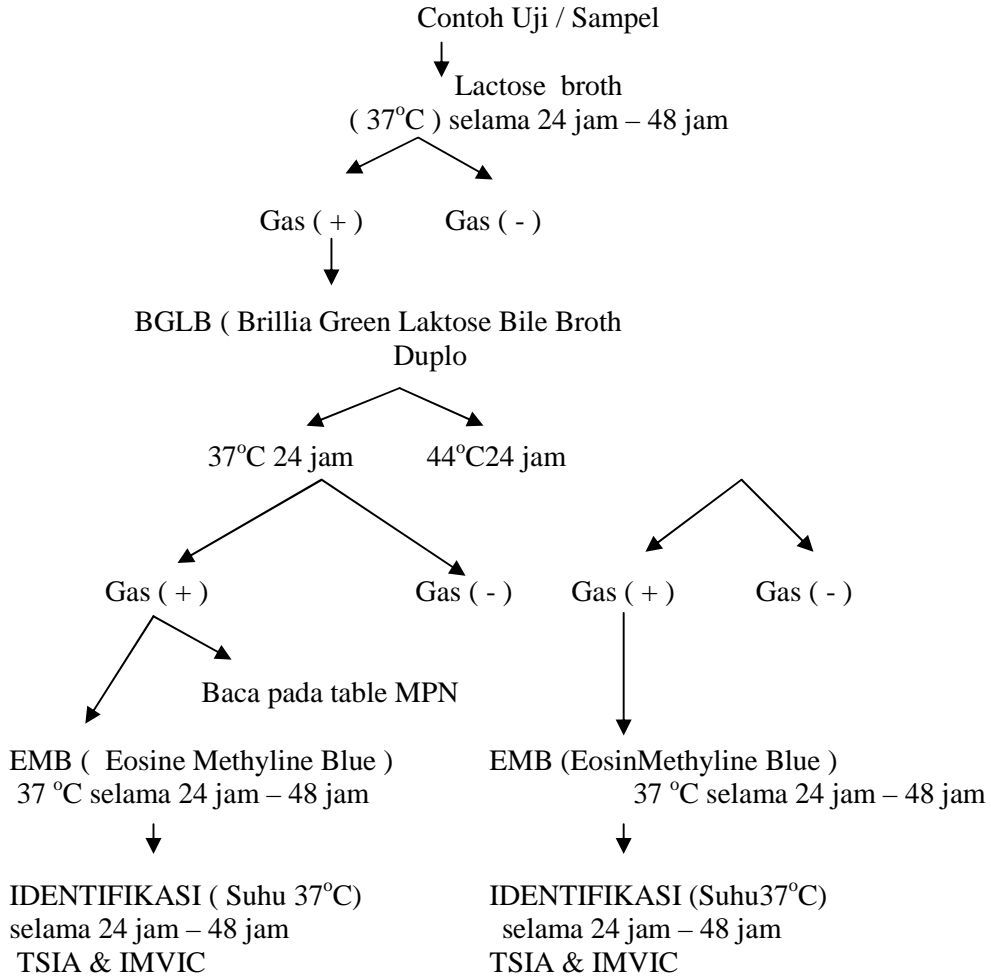 Contoh Uji / Sampel
Lactose broth
( 37°C ) selama 24 jam – 48 jam
Gas ( + )
Gas ( - )
BGLB ( Brillia Green Laktose Bile Broth
Duplo
37°C 24 jam
44°C24 jam
Gas ( + )
Gas ( - )
Gas ( + )
Gas ( - )
Baca pada table MPN
EMB ( Eosine Methyline Blue )
37 °C selama 24 jam – 48 jam
EMB (EosinMethyline Blue )
37 °C selama 24 jam – 48 jam
IDENTIFIKASI ( Suhu 37°C)
selama 24 jam – 48 jam
TSIA & IMVIC
IDENTIFIKASI (Suhu37°C)
selama 24 jam – 48 jam
TSIA & IMVIC